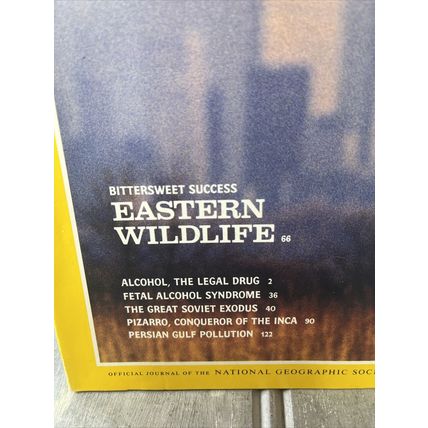 BITTERSWEET SUCCESS
EASTERN
WILDLIFE 66
ALCOHOL, THE LEGAL DRUG 2
FETAL ALCOHOL SYNDROME 36
THE GREAT SOVIET EXODUS 40
PIZARRO, CONQUEROR OF THE INCA 90
PERSIAN GULF POLLUTION 122
OFFICIAL JOURNAL OF THE NATIONAL GEOGRAPHIC SOC